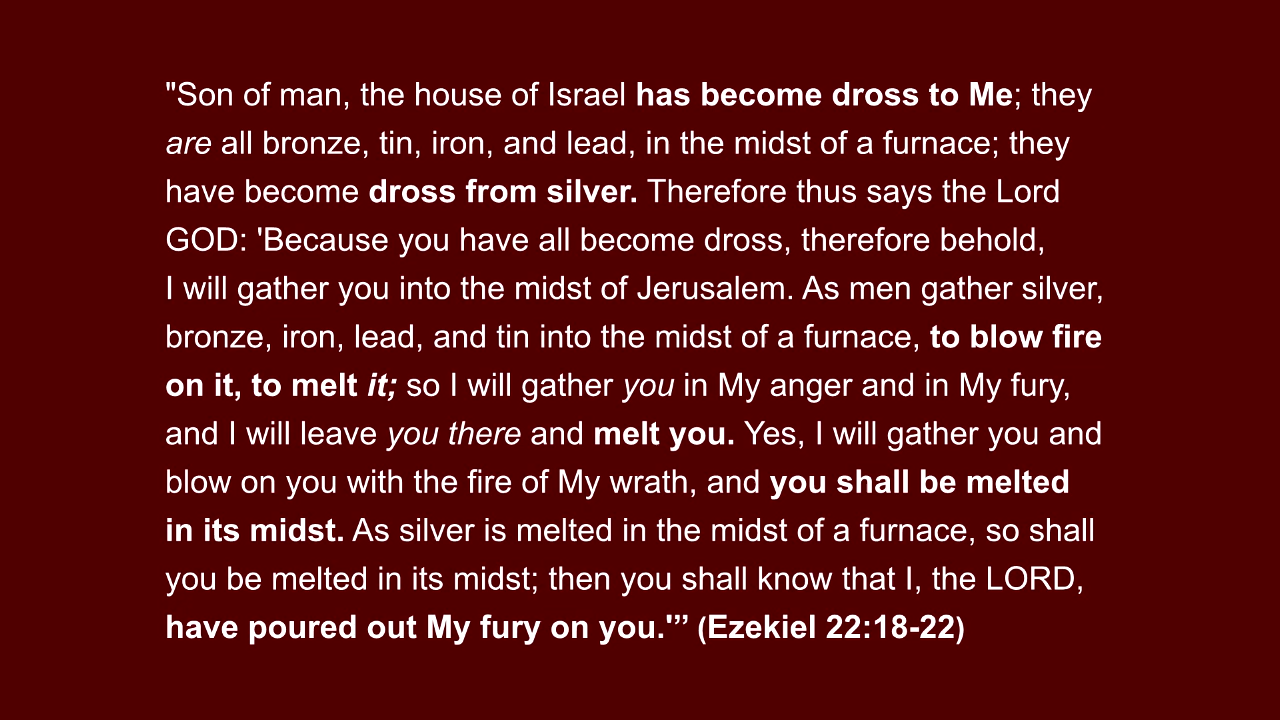 "Son of man, the house of Israel has become dross to Me; they
are all bronze, tin, iron, and lead, in the midst of a furnace; they
have become dross from silver. Therefore thus says the Lord
GOD: 'Because you have all become dross, therefore behold,
I will gather you into the midst of Jerusalem. As men gather silver,
bronze, iron, lead, and tin into the midst of a furnace, to blow fire
on it, to melt it; so I will gather you in My anger and in My fury,
and I will leave you there and melt you. Yes, I will gather you and
blow on you with the fire of My wrath, and you shall be melted
in its midst. As silver is melted in the midst of a furnace, so shall
you be melted in its midst; then you shall know that I, the LORD,
have poured out My fury on you.'” (Ezekiel 22:18-22)